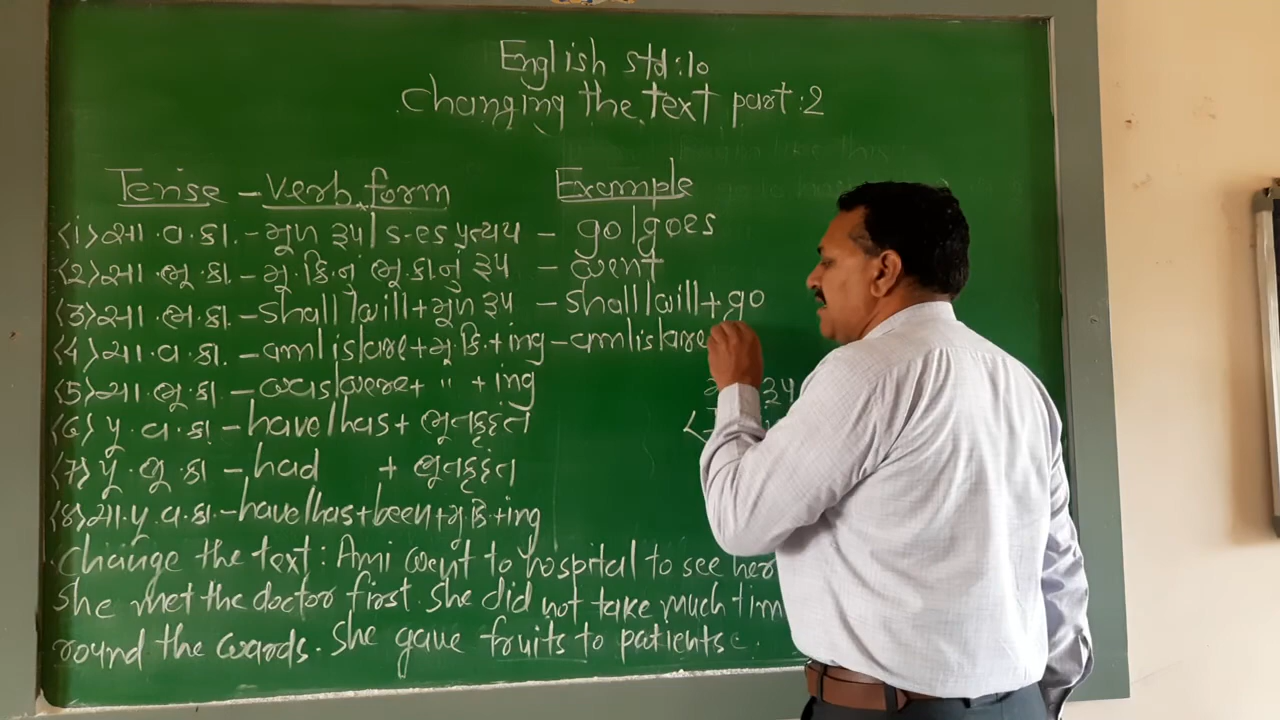 English std:10
Changing the text part:2
Tense - Verb form Example
<1> સા.વ.કા. - મૂળ રૂપ/s-es પ્રત્યય - go/goes
<2> સા.ભૂ.કા - મુ.ક્રિ.નું ભૂ.કા.નું રૂપ - went
<3> સા.ભ.કા - shall/will+મૂળ રૂપ - shall/will+go
<4> ચા.વ.કા. - am/is/are+મુ.ક્રિ.+ing - am/is/are
<5> ચા.ભૂ.કા - was/were+ " +ing રૂપ
<6> પૂ.વ.કા - have/has+ ભૂતકૃદંત
<7> પૂ.ભૂ.કા - had + ભૂતકૃદંત
<8> ચા.પૂ.વ.કા - have/has+been+મુ.ક્રિ+ing
Change the text: Ami went to hospital to see her
She met the doctor first. She did not take much tim
round the wards. She gave fruits to patients